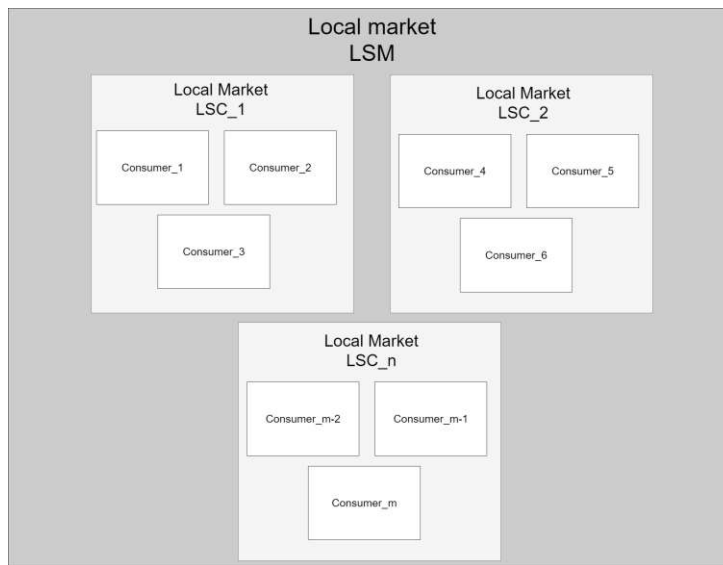 Local market
LSM
Local Market
LSC_1
Consumer_1
Consumer_2
Consumer_3
Local Market
LSC_2
Consumer_4
Consumer_5
Consumer_6
Local Market
LSC_n
Consumer_m-2
Consumer_m-1
Consumer_m